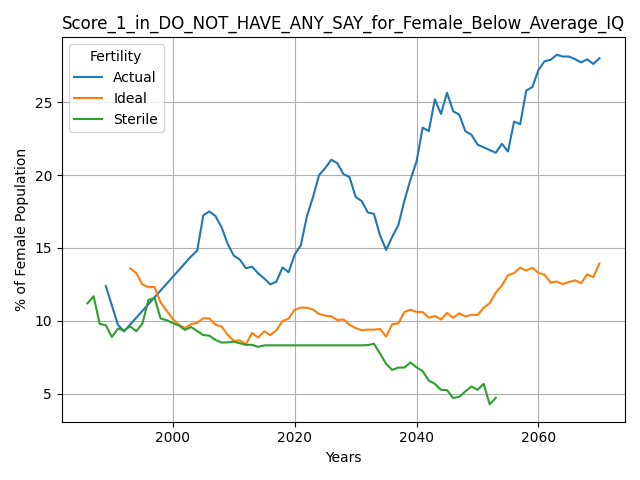 Score_1_in_DO_NOT_HAVE_ANY_SAY_for_Female_Below_Average_IQ
Fertility
Actual
Ideal
Sterile
% of Female Population
25
20
15
10
5
2000 2020 2040 2060
Years